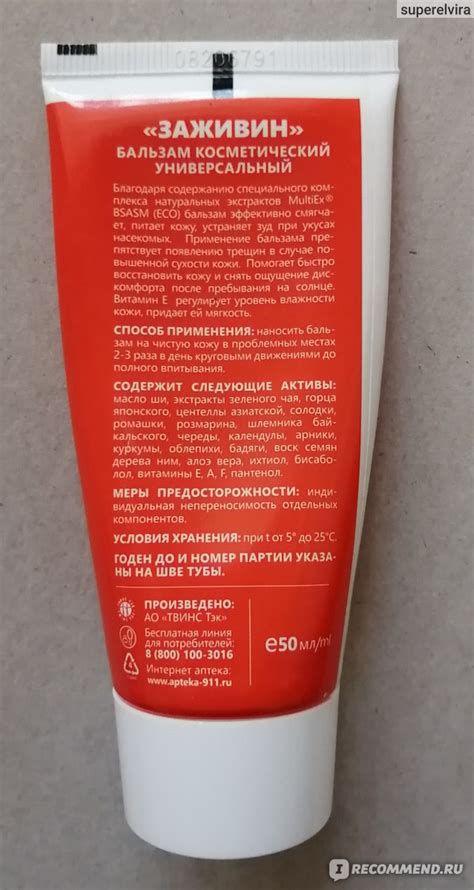 superelvira
«ЗАЖИВИН»
БАЛЬЗАМ КОСМЕТИЧЕСКИЙ
УНИВЕРСАЛЬНЫЙ
Благодаря содержанию специального ком-
плекса натуральных экстрактов MultiEx®
BSASM (ECO) бальзам эффективно смягча-
ет, питает кожу, устраняет зуд при укусах
насекомых. Применение бальзама пре-
пятствует появлению трещин в случае по-
вышенной сухости кожи. Помогает быстро
восстановить кожу и снять ощущение дис-
комфорта после пребывания на солнце.
Витамин Е регулирует уровень влажности
кожи, придает ей мягкость.
СПОСОБ ПРИМЕНЕНИЯ: наносить баль-
зам на чистую кожу в проблемных местах
2-3 раза в день круговыми движениями до
полного впитывания.
СОДЕРЖИТ СЛЕДУЮЩИЕ АКТИВЫ:
масло ши, экстракты зеленого чая, горца
японского, центеллы азиатской, солодки,
ромашки, розмарина, шлемника бай-
кальского, череды, календулы, арники,
куркумы, облепихи, бадяги, воск семян
дерева ним, алоэ вера, ихтиол, бисабо-
лол, витамины Е, А, F, пантенол.
МЕРЫ ПРЕДОСТОРОЖНОСТИ: инди-
видуальная непереносимость отдельных
компонентов.
УСЛОВИЯ ХРАНЕНИЯ: при t от 5° до 25°С.
ГОДЕН ДО И НОМЕР ПАРТИИ УКАЗА-
НЫ НА ШВЕ ТУБЫ.
ПРОИЗВЕДЕНО:
АО «ТВИНС Тэк»
Бесплатная линия
для потребителей:
8 (800) 100-3016
Интернет аптека:
www.apteka-911.ru
℮50 мл/ml
IRECOMMEND.RU